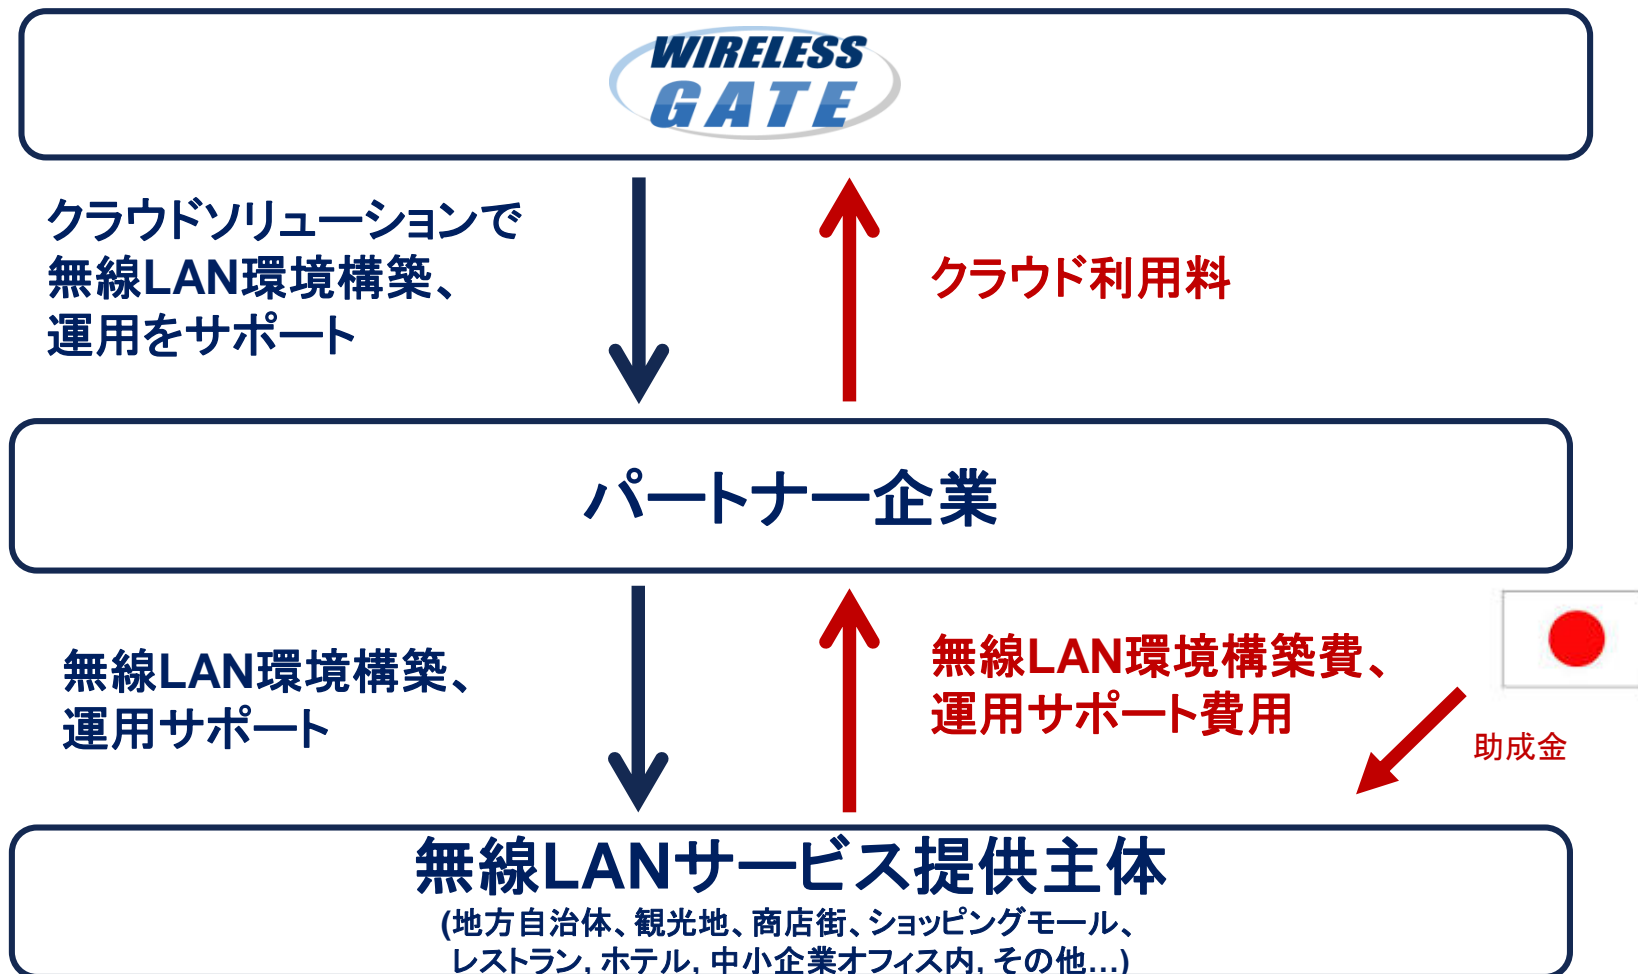 WIRELESS
GATE
クラウドソリューションで
無線LAN環境構築、
運用をサポート
クラウド利用料
パートナー企業
無線LAN環境構築、
運用サポート
無線LAN環境構築費、
運用サポート費用
助成金
無線LANサービス提供主体
(地方自治体、観光地、商店街、ショッピングモール、
レストラン, ホテル, 中小企業オフィス内, その他…)